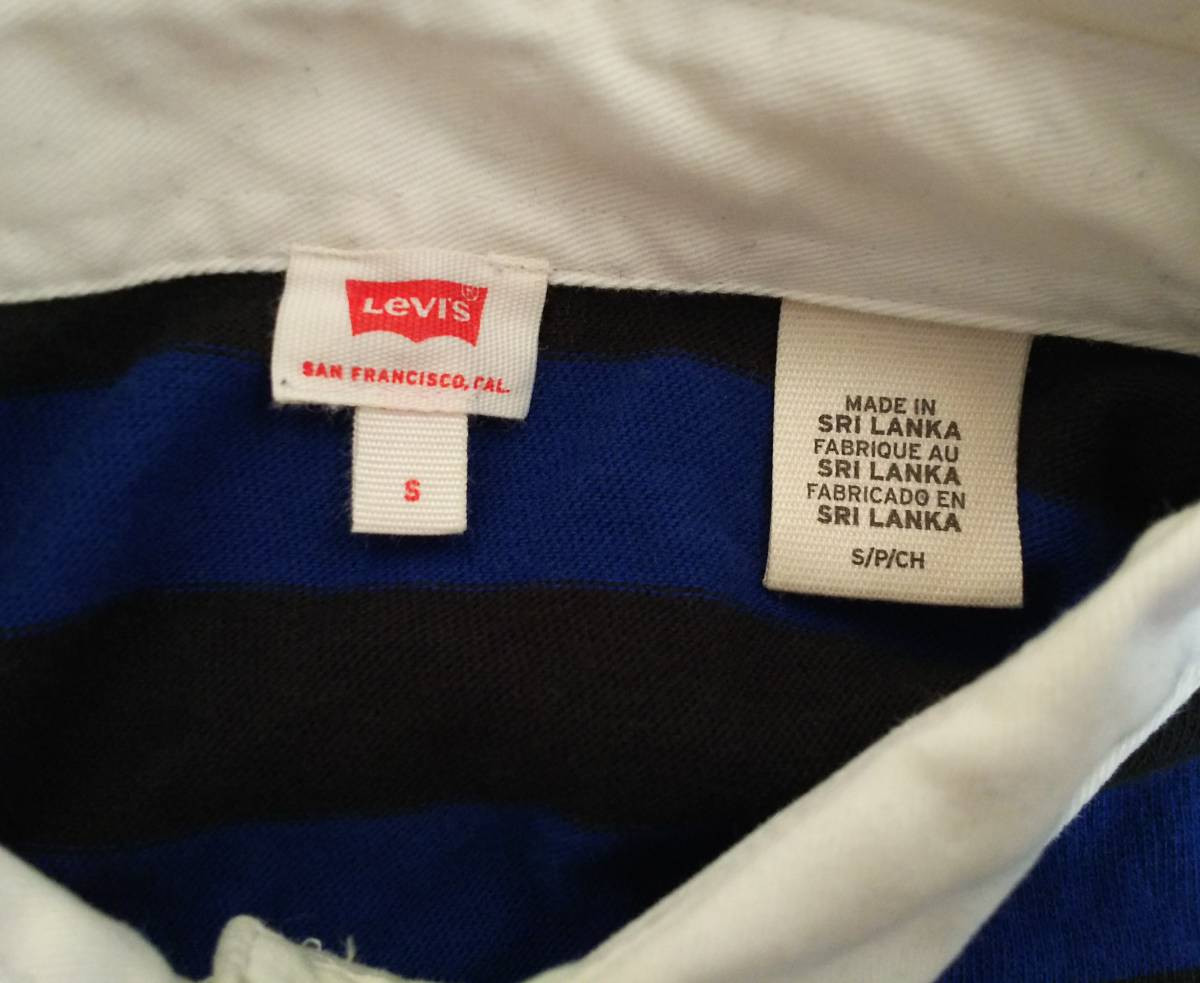 LEVI'S®
SAN FRANCISCO, CAL.
S
MADE IN
SRI LANKA
FABRIQUE AU
SRI LANKA
FABRICADO EN
SRI LANKA
S/P/CH